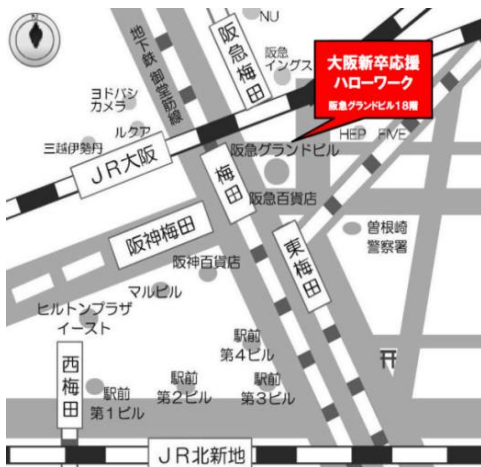 NU
地下鉄 御堂筋線
阪急梅田
阪急
イングス
大阪新卒応援
ハローワーク
阪急グランドビル18階
ヨドバシ
カメラ
ルクア
三越伊勢丹
JR大阪
HEP FIVE
阪急グランドビル
梅田
阪急百貨店
阪神梅田
東梅田
曽根崎
警察署
阪神百貨店
マルビル
ヒルトンプラザ
イースト
駅前
第4ビル
西梅田
駅前
第1ビル
駅前
第2ビル
駅前
第3ビル
JR北新地